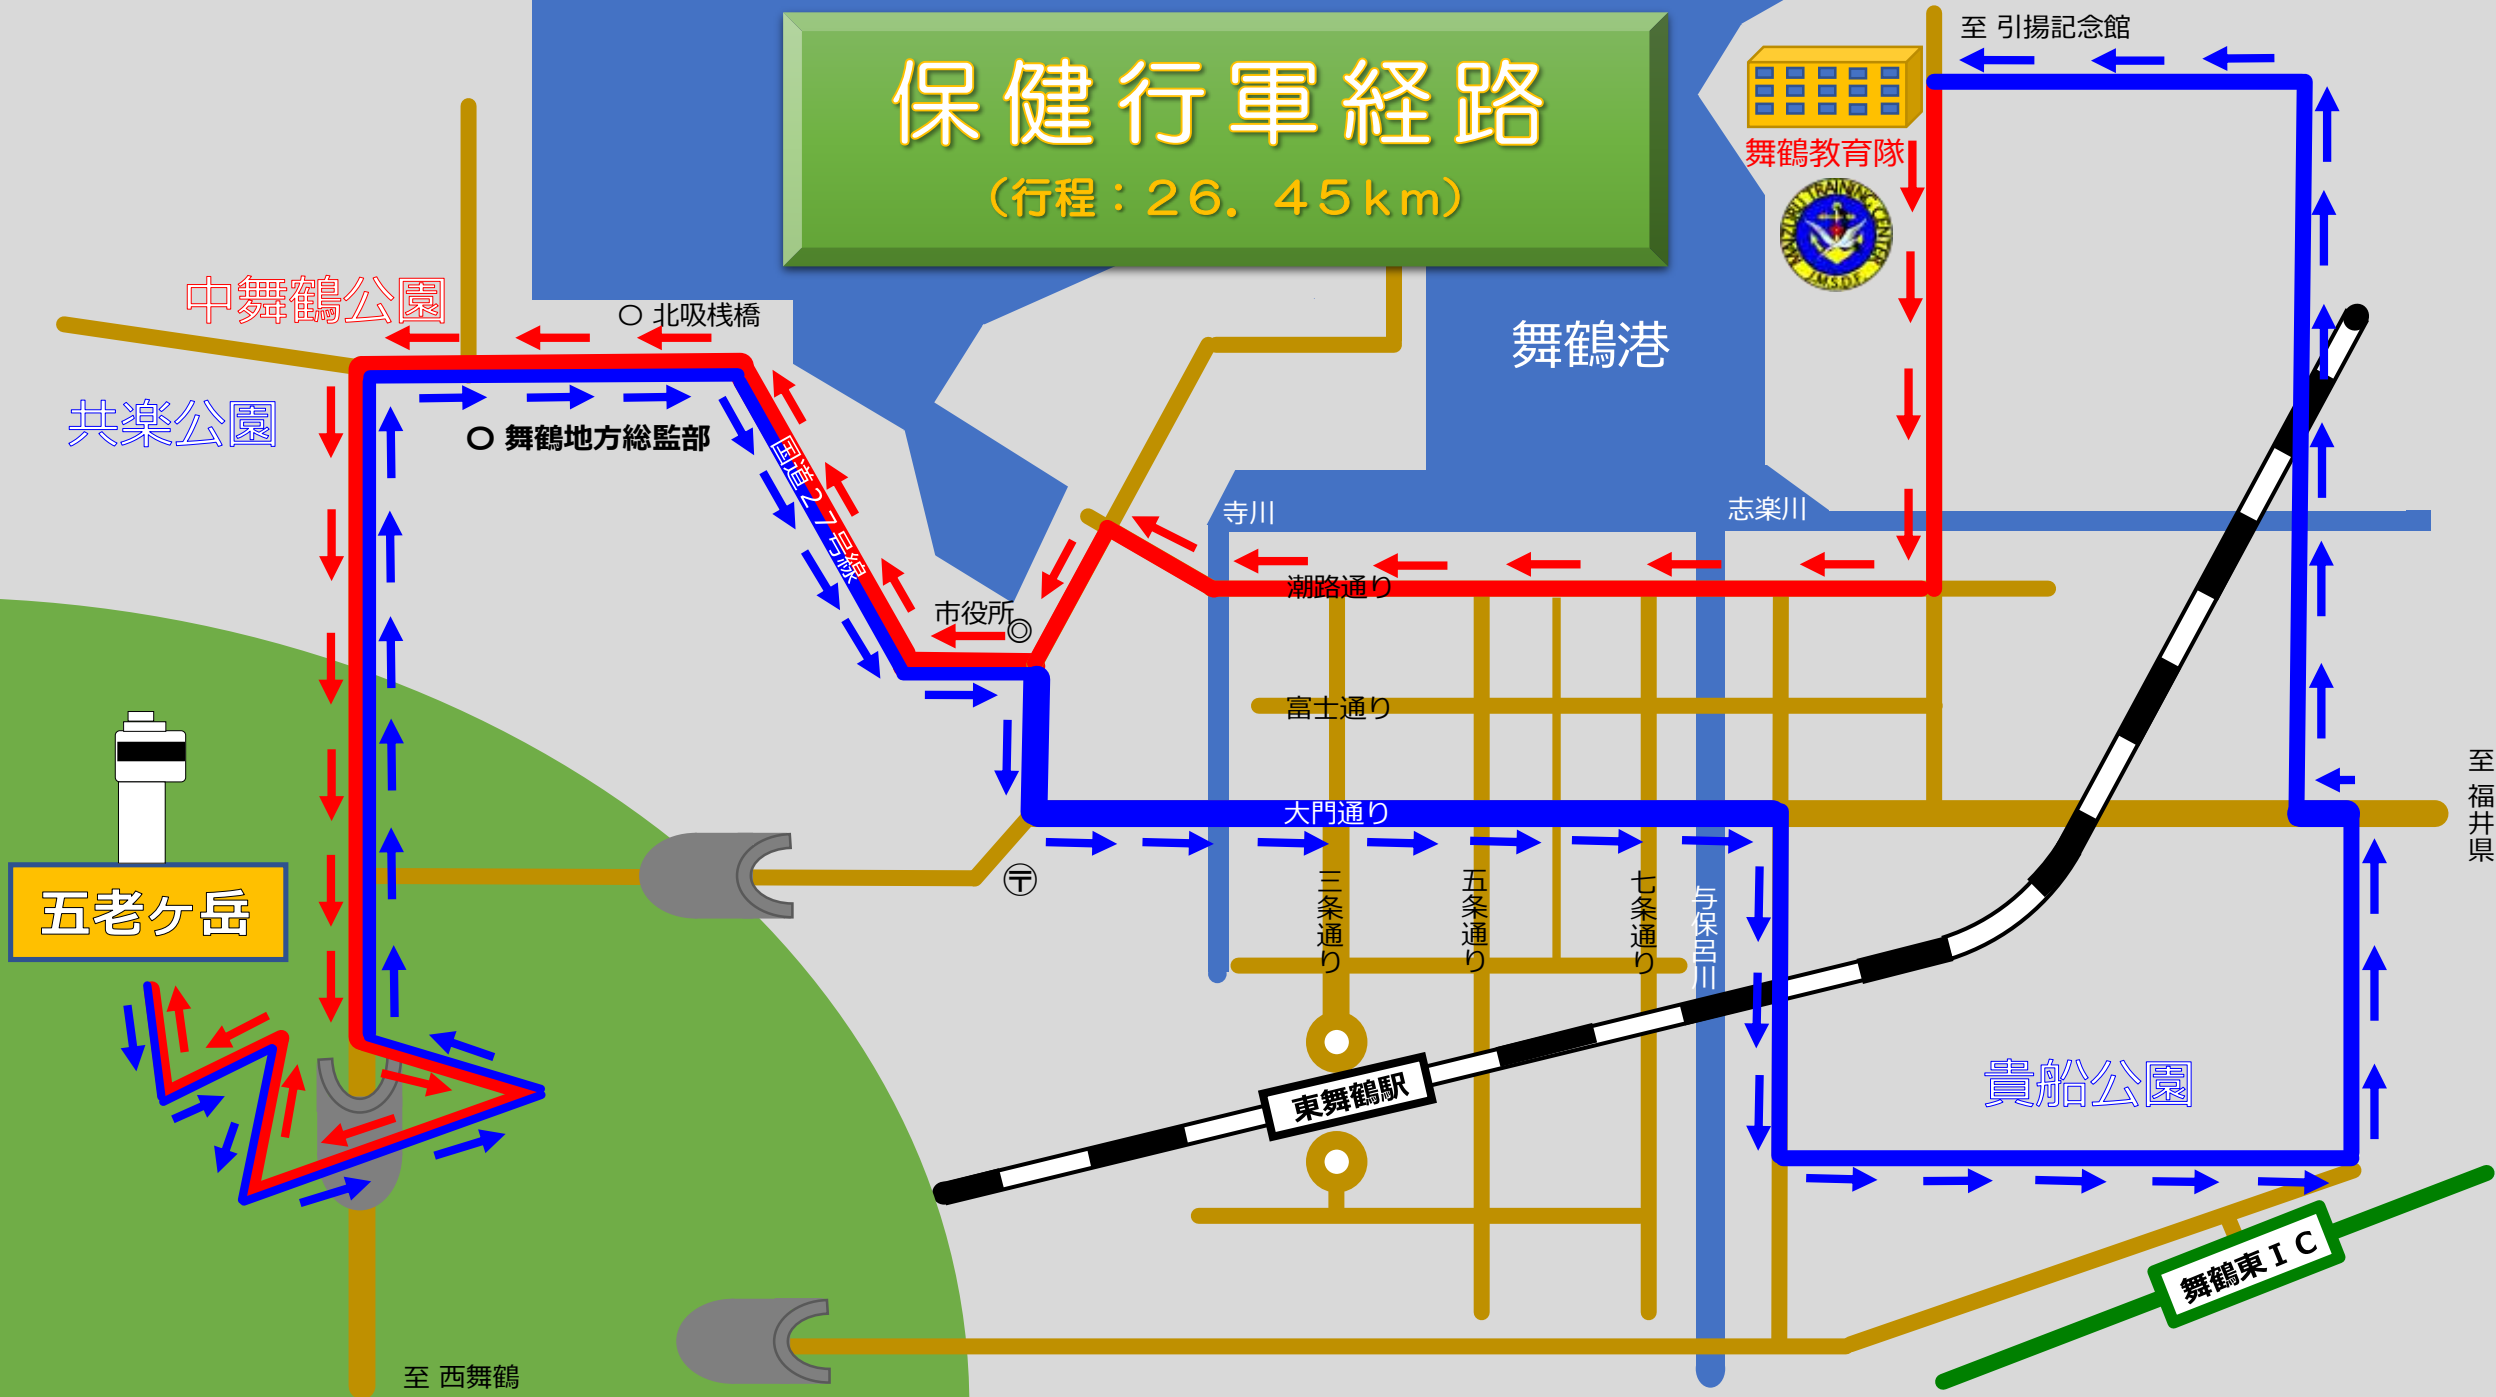 保健行軍経路
（行程：２６．４５ｋｍ）
至 引揚記念館
舞鶴教育隊
MAIZURU TRAINING CENTER
J.M.S.D.F.
中舞鶴公園
〇 北吸桟橋
舞鶴港
共楽公園
〇 舞鶴地方総監部
国道２７号線
寺川
志楽川
潮路通り
市役所
◎
富士通り
至 福井県
大門通り
〒
三条通り
五条通り
七条通り
与保呂川
五老ケ岳
貴船公園
東舞鶴駅
舞鶴東ＩＣ
至 西舞鶴